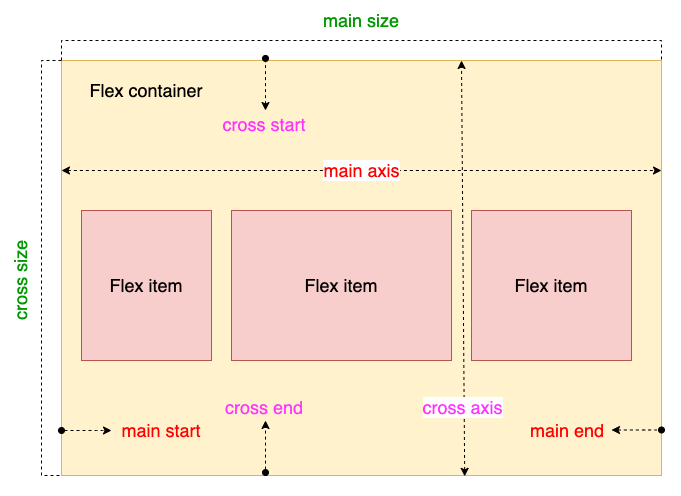 main size
Flex container
cross start
main axis
cross size
Flex item
Flex item
Flex item
cross end
cross axis
main start
main end